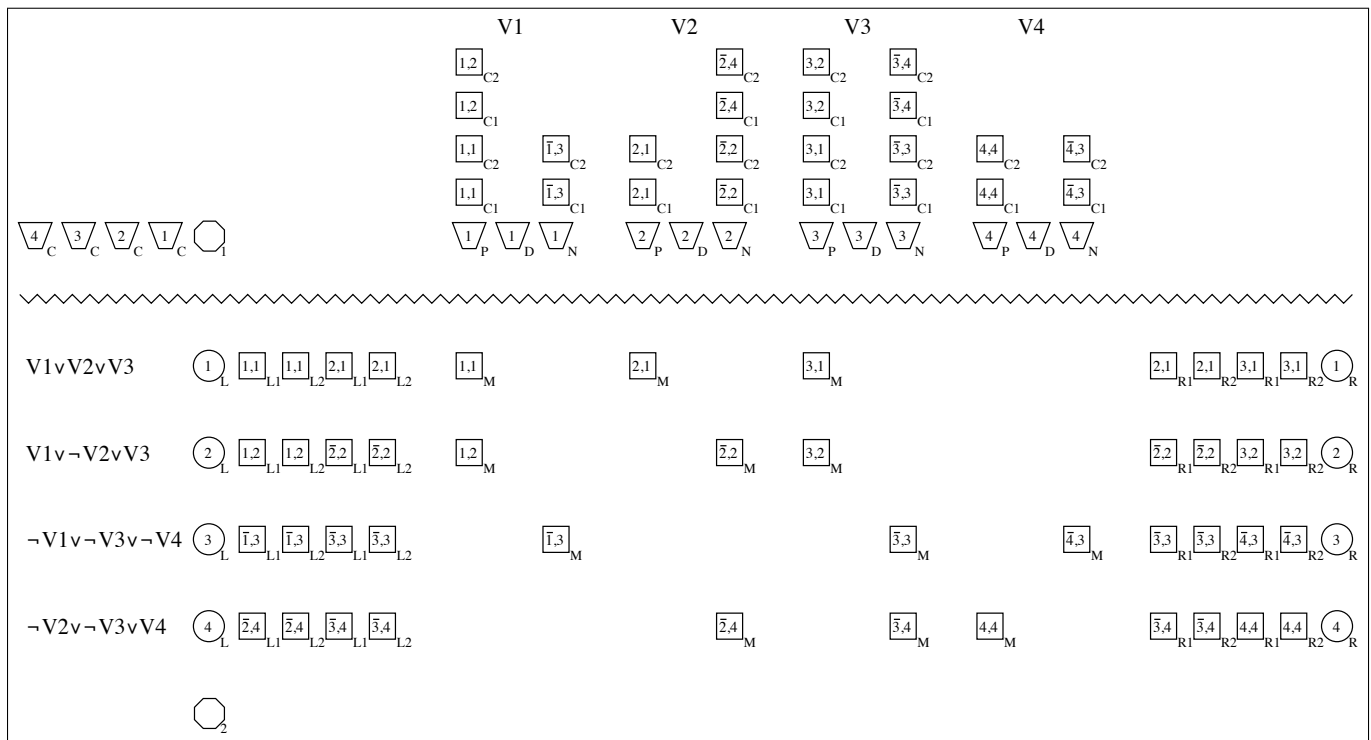 V1 V2 V3 V4
1,2 C2 2̅,4 C2 3,2 C2 3̅,4 C2
1,2 C1 2̅,4 C1 3,2 C1 3̅,4 C1
1,1 C2 1̅,3 C2 2,1 C2 2̅,2 C2 3,1 C2 3̅,3 C2 4,4 C2 4̅,3 C2
1,1 C1 1̅,3 C1 2,1 C1 2̅,2 C1 3,1 C1 3̅,3 C1 4,4 C1 4̅,3 C1
4 C 3 C 2 C 1 C 1 1 P 1 D 1 N 2 P 2 D 2 N 3 P 3 D 3 N 4 P 4 D 4 N
V1∨V2∨V3 1 L 1,1 L1 1,1 L2 2,1 L1 2,1 L2 1,1 M 2,1 M 3,1 M 2,1 R1 2,1 R2 3,1 R1 3,1 R2 1 R
V1∨¬V2∨V3 2 L 1,2 L1 1,2 L2 2̅,2 L1 2̅,2 L2 1,2 M 2̅,2 M 3,2 M 2̅,2 R1 2̅,2 R2 3,2 R1 3,2 R2 2 R
¬V1∨¬V3∨¬V4 3 L 1̅,3 L1 1̅,3 L2 3̅,3 L1 3̅,3 L2 1̅,3 M 3̅,3 M 4̅,3 M 3̅,3 R1 3̅,3 R2 4̅,3 R1 4̅,3 R2 3 R
¬V2∨¬V3∨V4 4 L 2̅,4 L1 2̅,4 L2 3̅,4 L1 3̅,4 L2 2̅,4 M 3̅,4 M 4,4 M 3̅,4 R1 3̅,4 R2 4,4 R1 4,4 R2 4 R
2